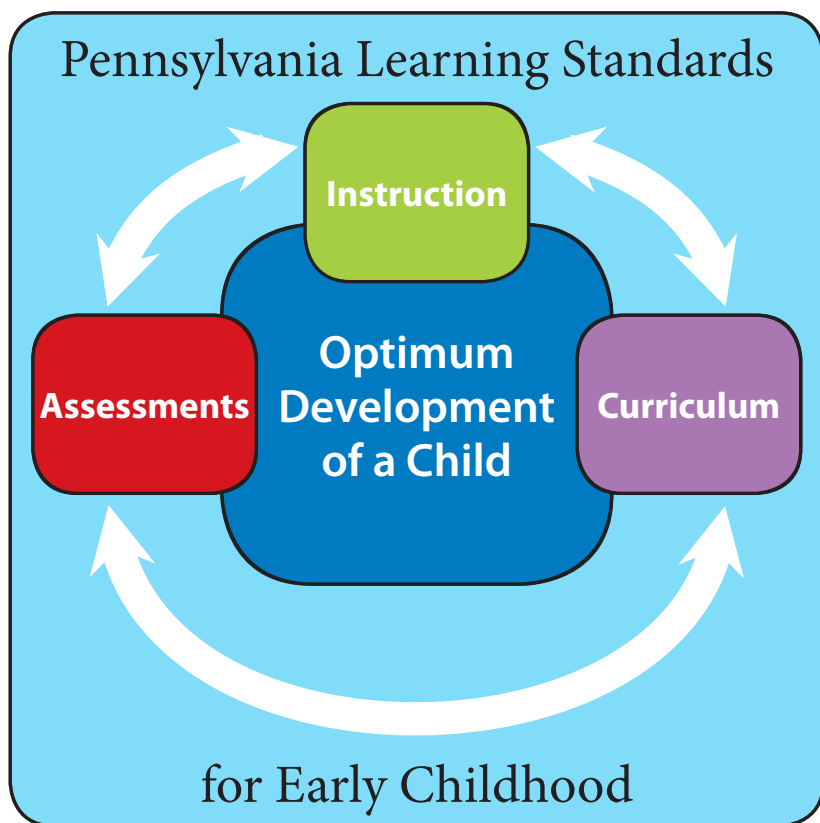 Pennsylvania Learning Standards
Instruction
Assessments
Optimum
Development
of a Child
Curriculum
for Early Childhood